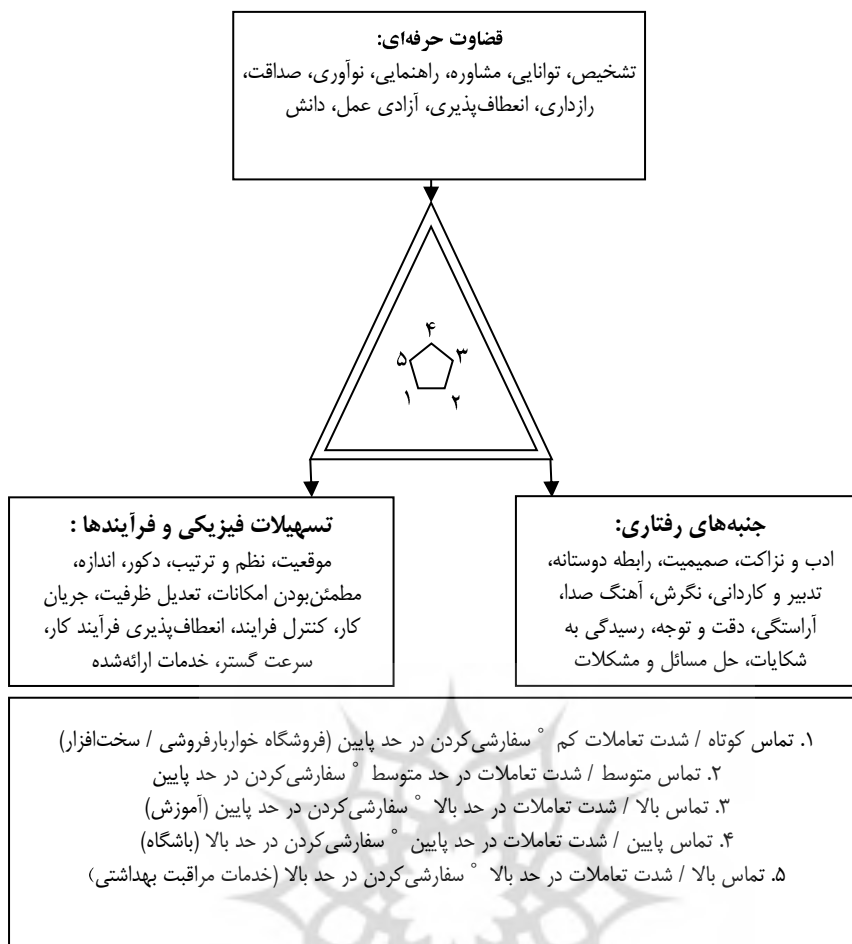 قضاوت حرفه‌ای:
تشخیص، توانایی، مشاوره، راهنمایی، نوآوری، صداقت،
رازداری، انعطاف‌پذیری، آزادی عمل، دانش
۴
۵ ۳
۱ ۲
جنبه‌های رفتاری:
ادب و نزاکت، صمیمیت، رابطه دوستانه،
تدبیر و کاردانی، نگرش، آهنگ صدا،
آراستگی، دقت و توجه، رسیدگی به
شکایات، حل مسائل و مشکلات
تسهیلات فیزیکی و فرآیندها :
موقعیت، نظم و ترتیب، دکور، اندازه،
مطمئن‌بودن امکانات، تعدیل ظرفیت، جریان
کار، کنترل فرایند، انعطاف‌پذیری فرآیند کار،
سرعت گستر، خدمات ارائه‌شده
۱. تماس کوتاه / شدت تعاملات کم ° سفارشی‌کردن در حد پایین (فروشگاه خواربارفروشی / سخت‌افزار)
۲. تماس متوسط / شدت تعاملات در حد متوسط ° سفارشی‌کردن در حد پایین
۳. تماس بالا / شدت تعاملات در حد بالا ° سفارشی‌کردن در حد پایین (آموزش)
۴. تماس پایین / شدت تعاملات در حد پایین ° سفارشی‌کردن در حد بالا (باشگاه)
۵. تماس بالا / شدت تعاملات در حد بالا ° سفارشی‌کردن در حد بالا (خدمات مراقبت بهداشتی)